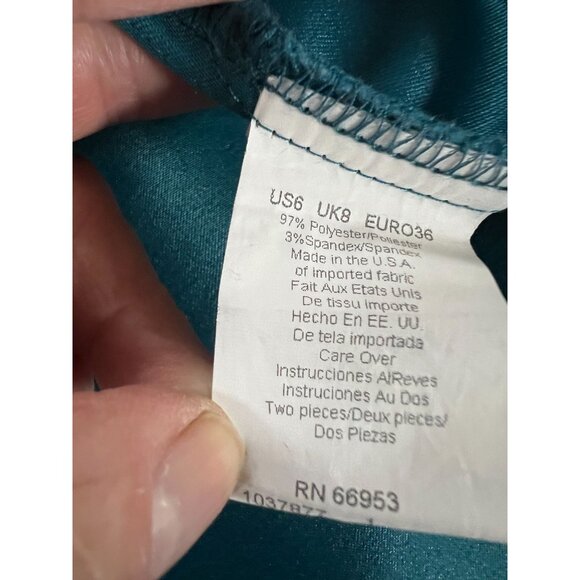 US6 UK8 EURO36
97% Polyester/Poliester
3%Spandex/Spandex
Made in the U.S.A.
of imported fabric
Fait Aux Etats Unis
De tissu Importe
Hecho En EE. UU.
De tela importada
Care Over
Instrucciones AlReves
Instruciones Au Dos
Two pieces/Deux pieces/
Dos Piezas
RN 66953
1037877